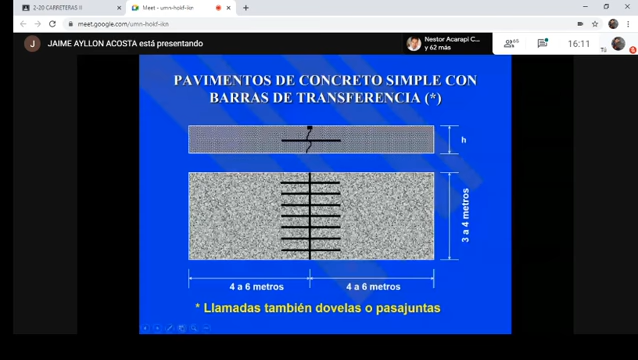 2-20 CARRETERAS II
Meet - umn-hokf-ikn
meet.google.com/umn-hokf-ikn
J
JAIME AYLLON ACOSTA está presentando
Nestor Acarapi C...
y 62 más
65
16:11
PAVIMENTOS DE CONCRETO SIMPLE CON
BARRAS DE TRANSFERENCIA (*)
h
3 a 4 metros
4 a 6 metros
4 a 6 metros
* Llamadas también dovelas o pasajuntas